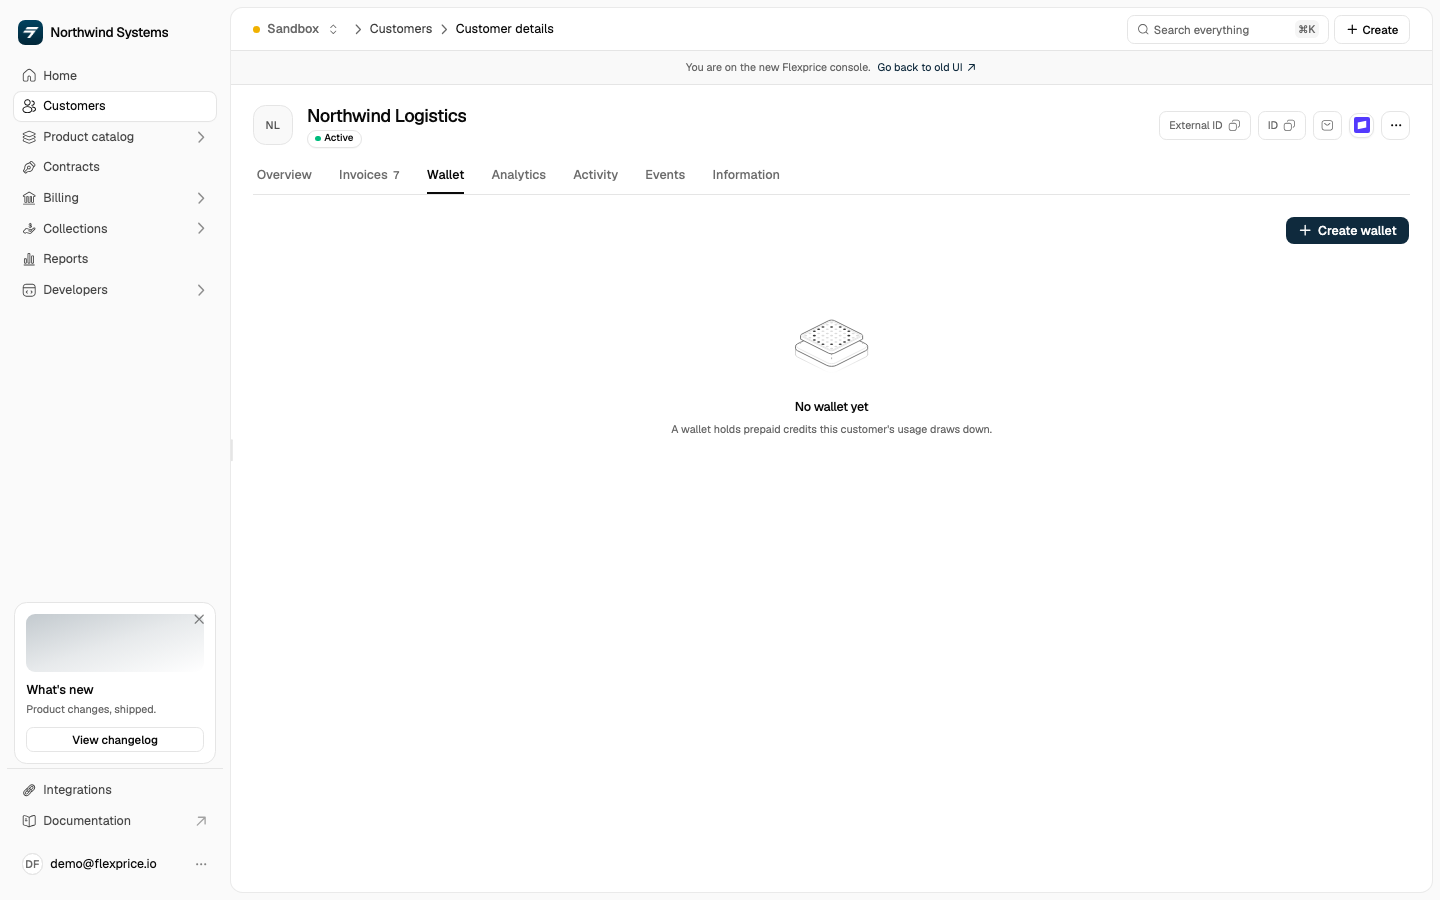 Northwind Systems
Home
Customers
Product catalog
Contracts
Billing
Collections
Reports
Developers
What's new
Product changes, shipped.
View changelog
Integrations
Documentation
DF demo@flexprice.io
Sandbox Customers Customer details
Search everything ⌘K
Create
You are on the new Flexprice console. Go back to old UI
NL
Northwind Logistics
Active
External ID ID
Overview Invoices 7 Wallet Analytics Activity Events Information
Create wallet
No wallet yet
A wallet holds prepaid credits this customer's usage draws down.